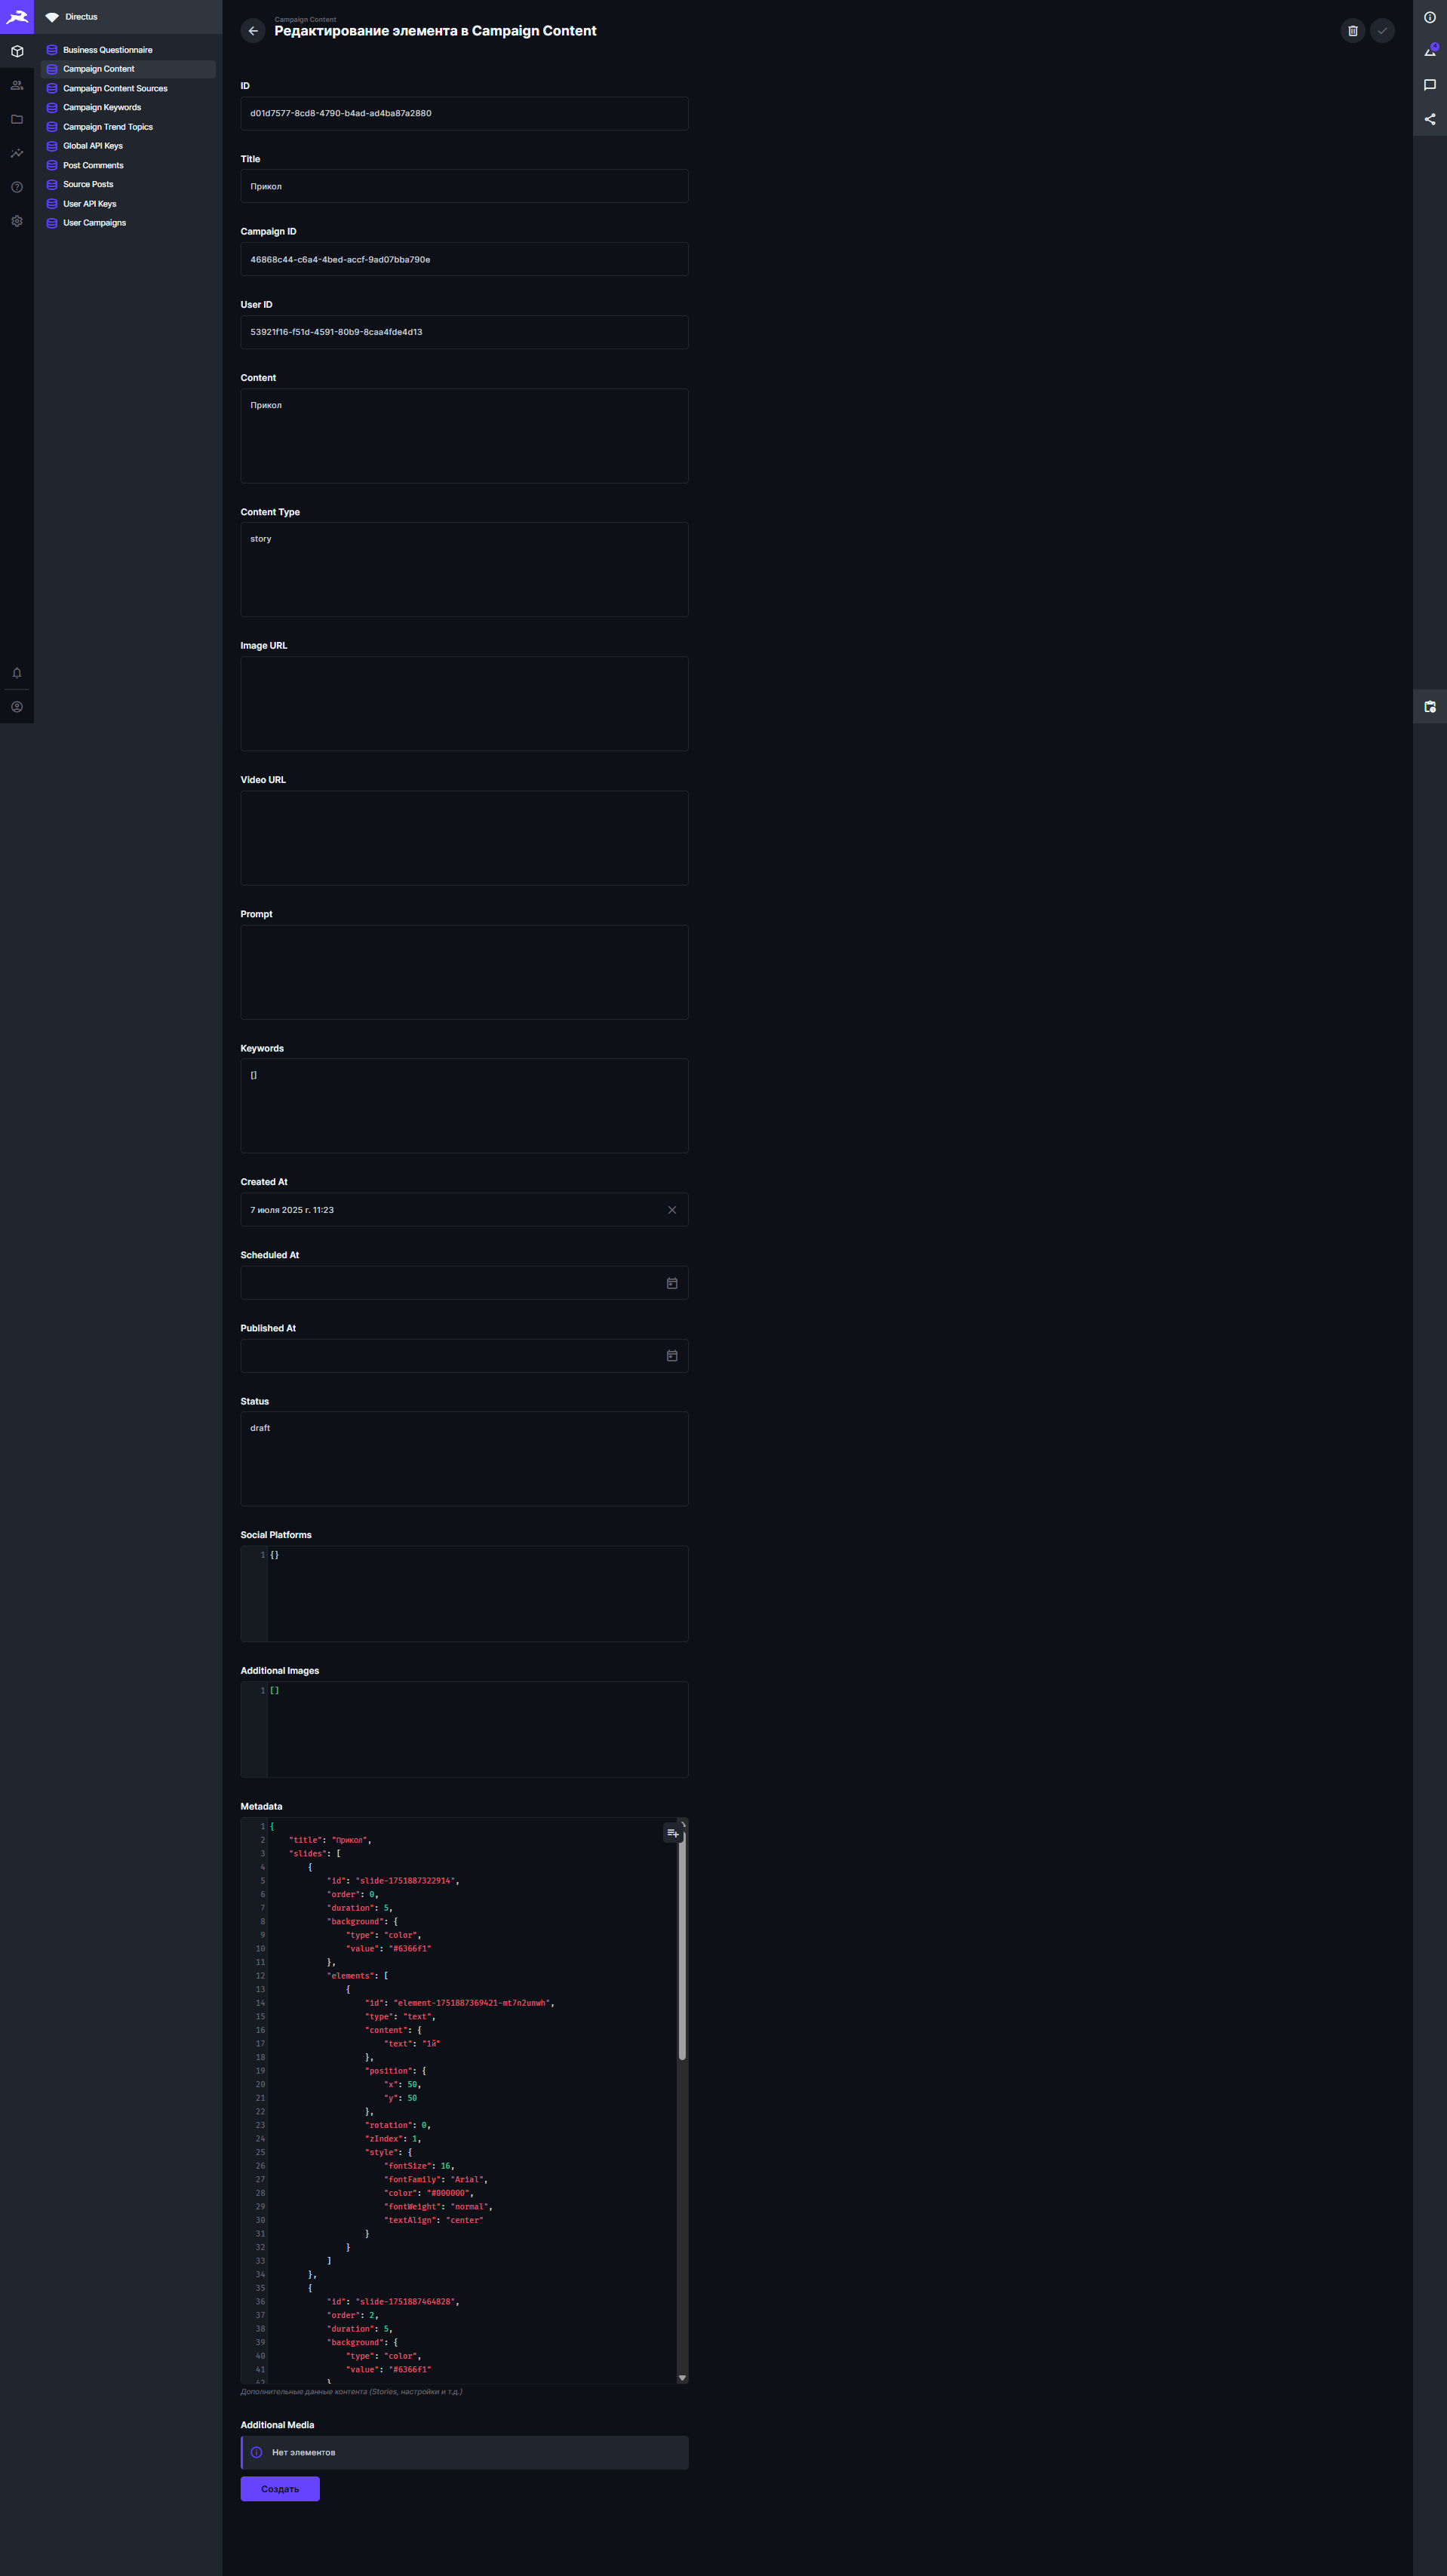 Directus
Business Questionnaire
Campaign Content
Campaign Content Sources
Campaign Keywords
Campaign Trend Topics
Global API Keys
Post Comments
Source Posts
User API Keys
User Campaigns
Campaign Content
Редактирование элемента в Campaign Content
ID
d01d7577-8cd8-4790-b4ad-ad4ba87a2880
Title
Прикол
Campaign ID
46868c44-c6a4-4bed-accf-9ad07bba790e
User ID
53921f16-f51d-4591-80b9-8caa4fde4d13
Content
Прикол
Content Type
story
Image URL
Video URL
Prompt
Keywords
[]
Created At
7 июля 2025 г. 11:23
Scheduled At
Published At
Status
draft
Social Platforms
1 {}
Additional Images
1 []
Metadata
1 {
2 "title": "Прикол",
3 "slides": [
4 {
5 "id": "slide-1751887322914",
6 "order": 0,
7 "duration": 5,
8 "background": {
9 "type": "color",
10 "value": "#6366f1"
11 },
12 "elements": [
13 {
14 "id": "element-1751887369421-mt7n2unwh",
15 "type": "text",
16 "content": {
17 "text": "1й"
18 },
19 "position": {
20 "x": 50,
21 "y": 50
22 },
23 "rotation": 0,
24 "zIndex": 1,
25 "style": {
26 "fontSize": 16,
27 "fontFamily": "Arial",
28 "color": "#000000",
29 "fontWeight": "normal",
30 "textAlign": "center"
31 }
32 }
33 ]
34 },
35 {
36 "id": "slide-1751887464828",
37 "order": 2,
38 "duration": 5,
39 "background": {
40 "type": "color",
41 "value": "#6366f1"
42 }
Дополнительные данные контента (Stories, настройки и т.д.)
Additional Media
Нет элементов
Создать